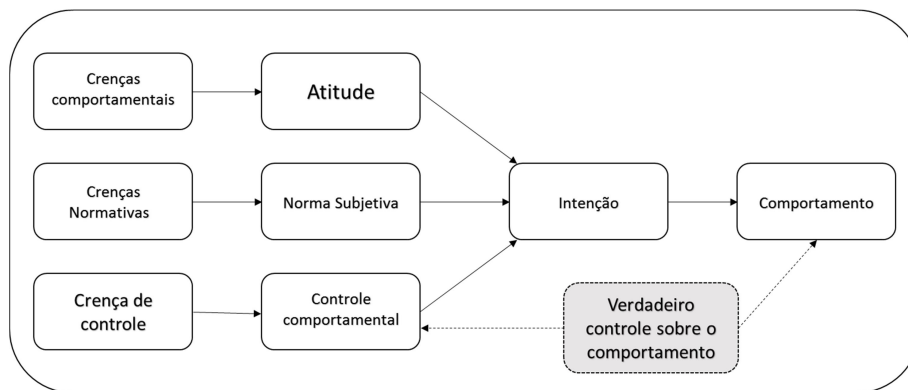 Crenças
comportamentais
Atitude
Crenças
Normativas
Norma Subjetiva
Intenção
Comportamento
Crença de
controle
Controle
comportamental
Verdadeiro
controle sobre o
comportamento